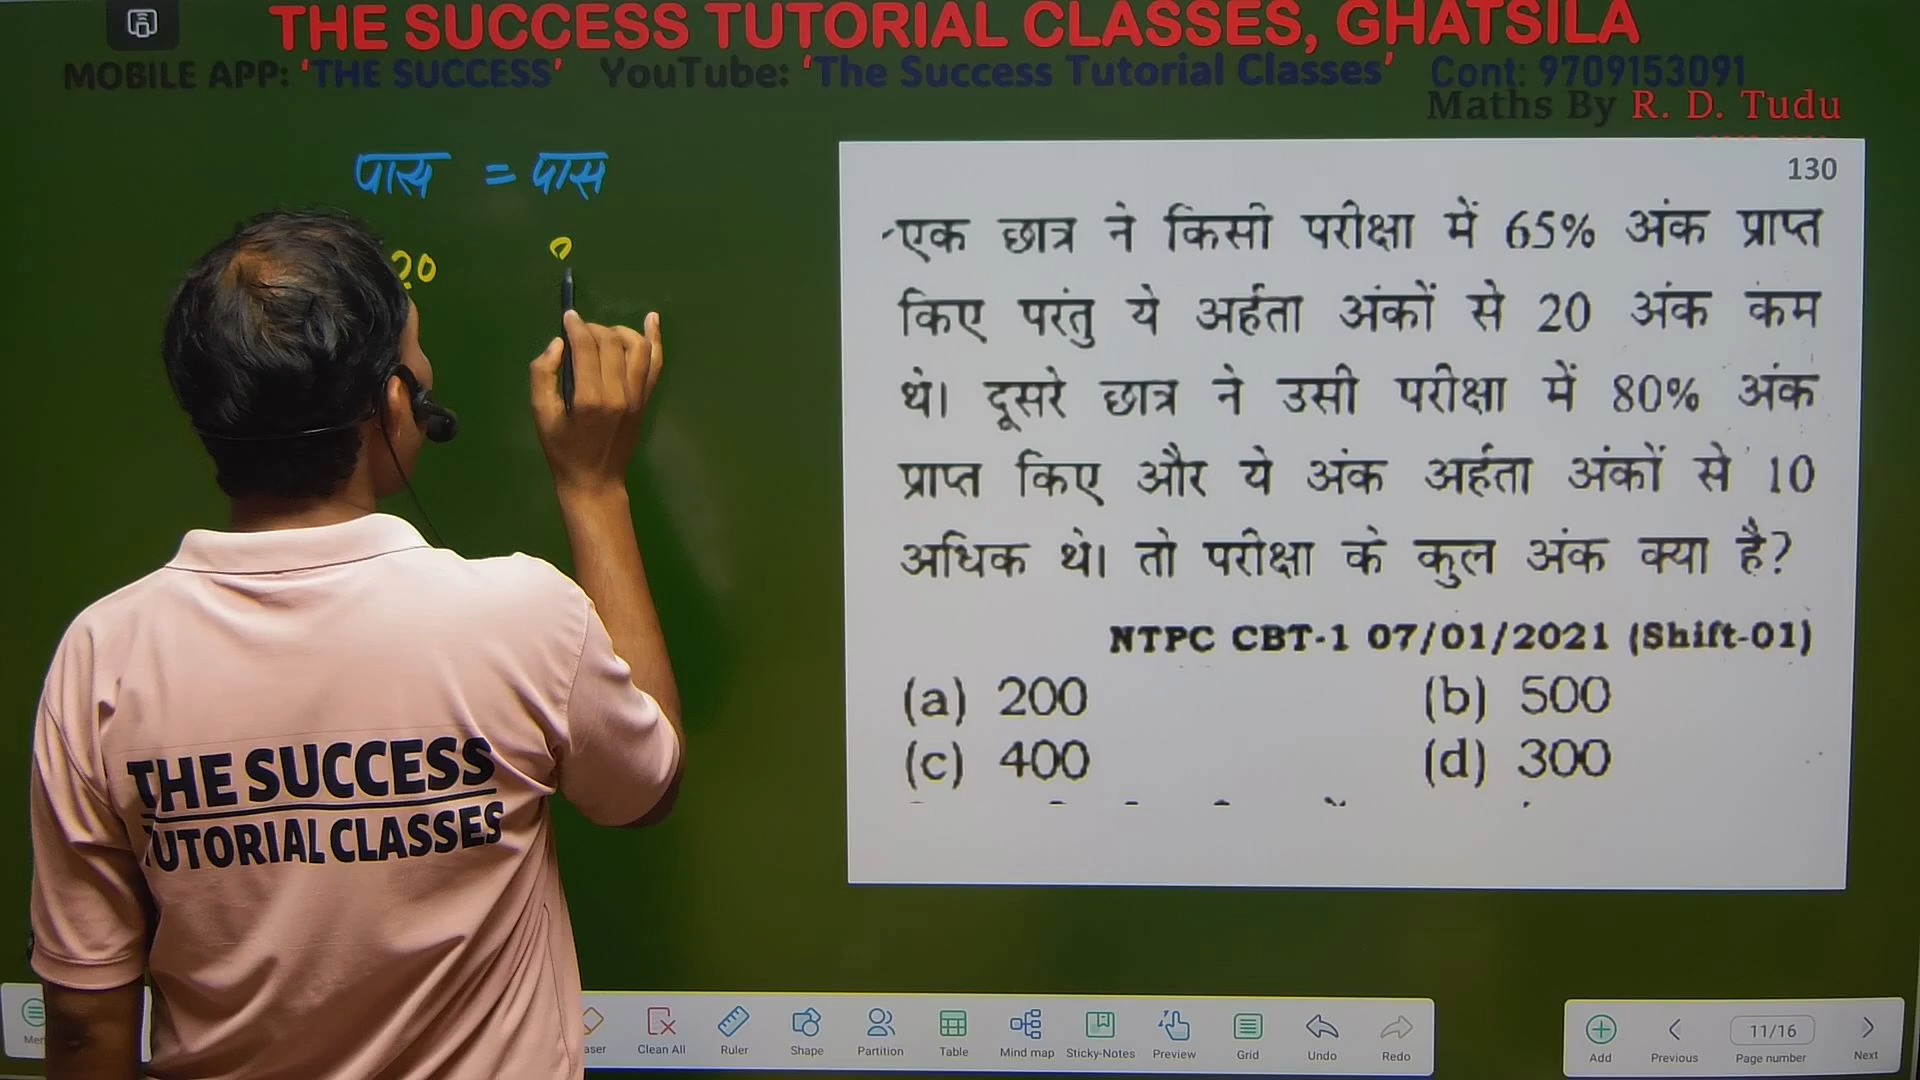 THE SUCCESS TUTORIAL CLASSES, GHATSILA
MOBILE APP: ‘THE SUCCESS’ YouTube: ‘The Success Tutorial Classes’ Cont: 9709153091
Maths By R. D. Tudu
पास = पास
20
130
एक छात्र ने किसी परीक्षा में 65% अंक प्राप्त
किए परंतु ये अर्हता अंकों से 20 अंक कम
थे। दूसरे छात्र ने उसी परीक्षा में 80% अंक
प्राप्त किए और ये अंक अर्हता अंकों से 10
अधिक थे। तो परीक्षा के कुल अंक क्या है?
NTPC CBT-1 07/01/2021 (Shift-01)
(a) 200 (b) 500
(c) 400 (d) 300
THE SUCCESS
TUTORIAL CLASSES
Clean All Ruler Shape Partition Table Mind map Sticky-Notes Preview Grid Undo Redo
11/16
Add Previous Page number Next